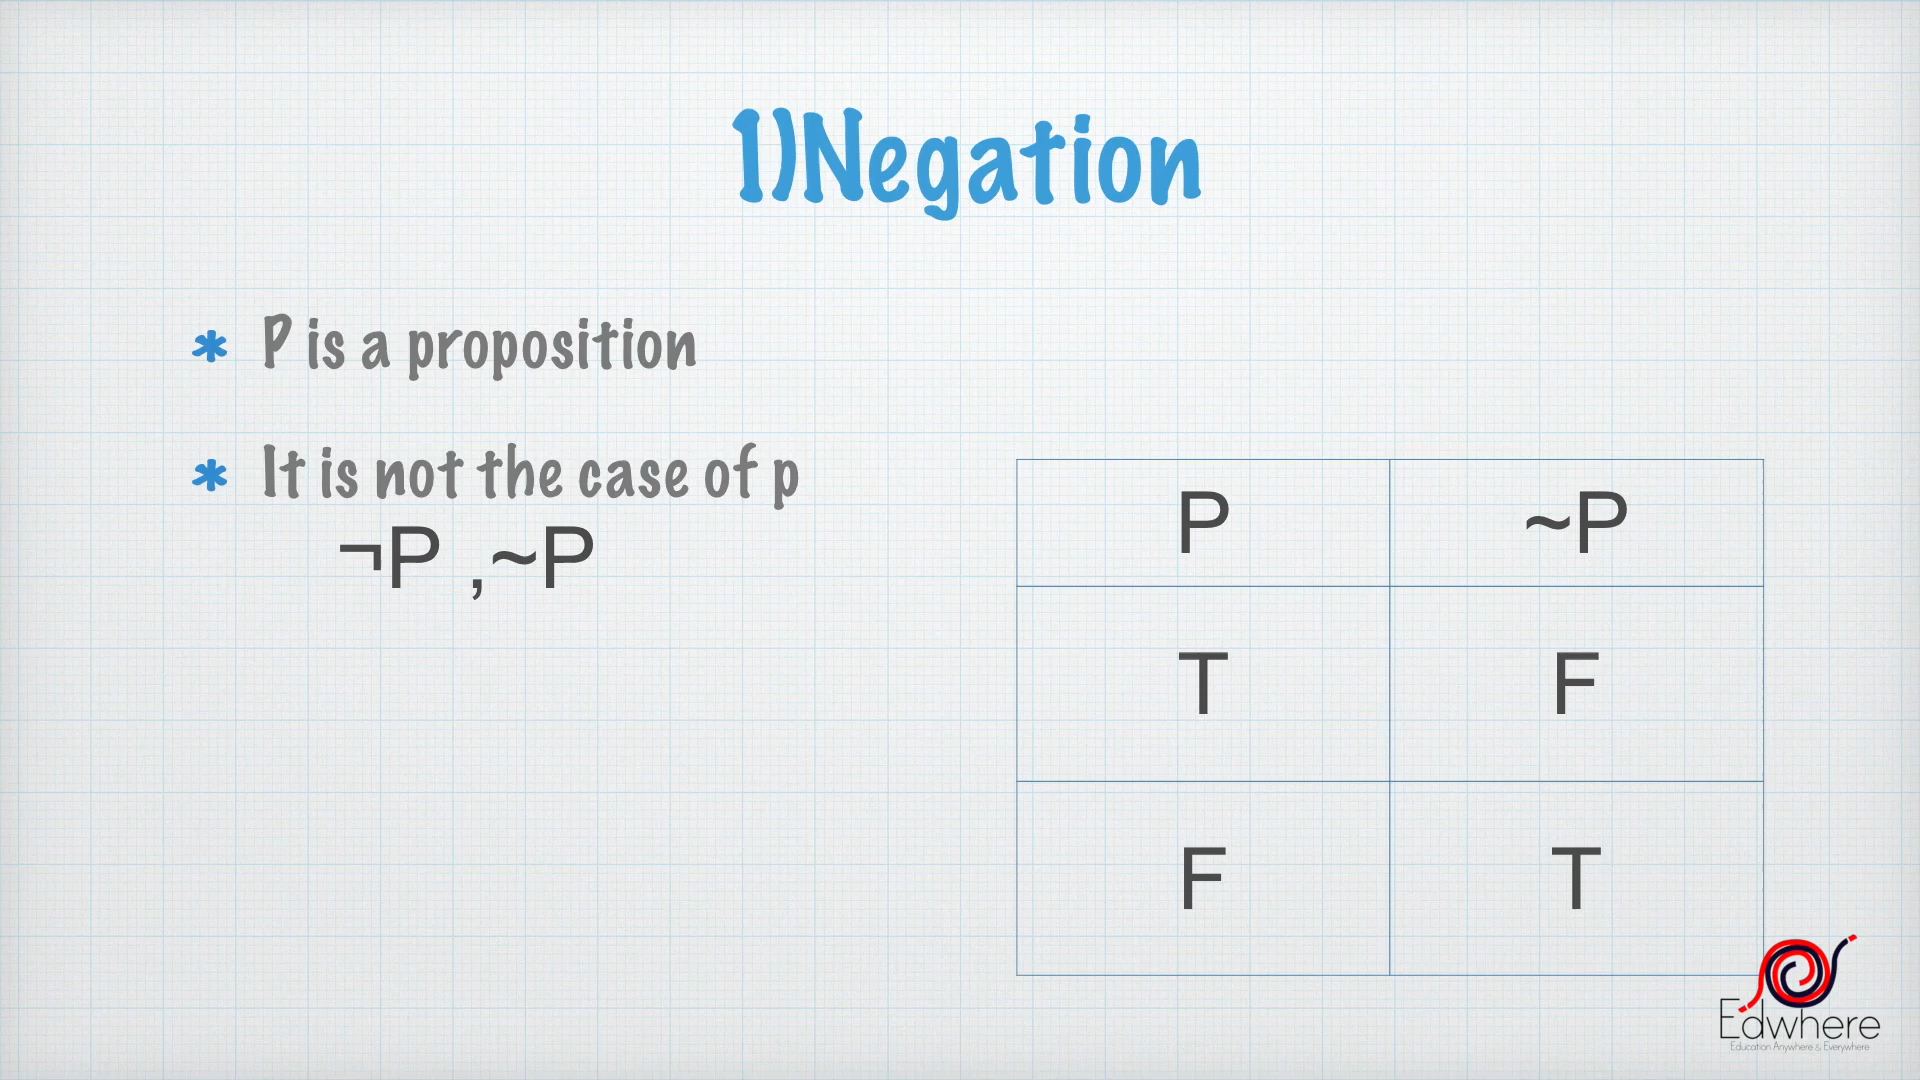 1)Negation
* P is a proposition
* It is not the case of p
¬P ,~P
P ~P
T F
F T
Edwhere
Education Anywhere & Everywhere